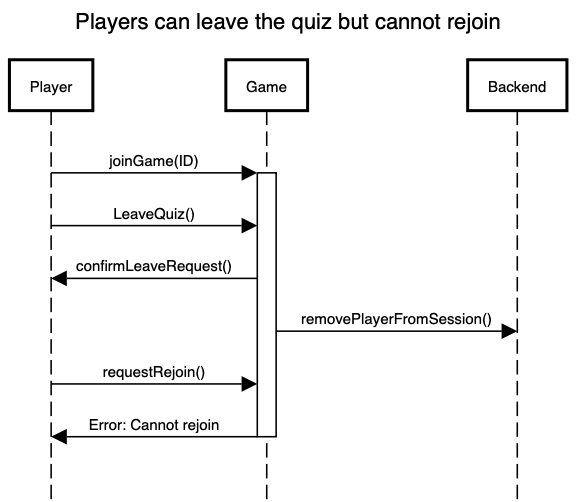 Players can leave the quiz but cannot rejoin
Player
Game
Backend
joinGame(ID)
LeaveQuiz()
confirmLeaveRequest()
removePlayerFromSession()
requestRejoin()
Error: Cannot rejoin